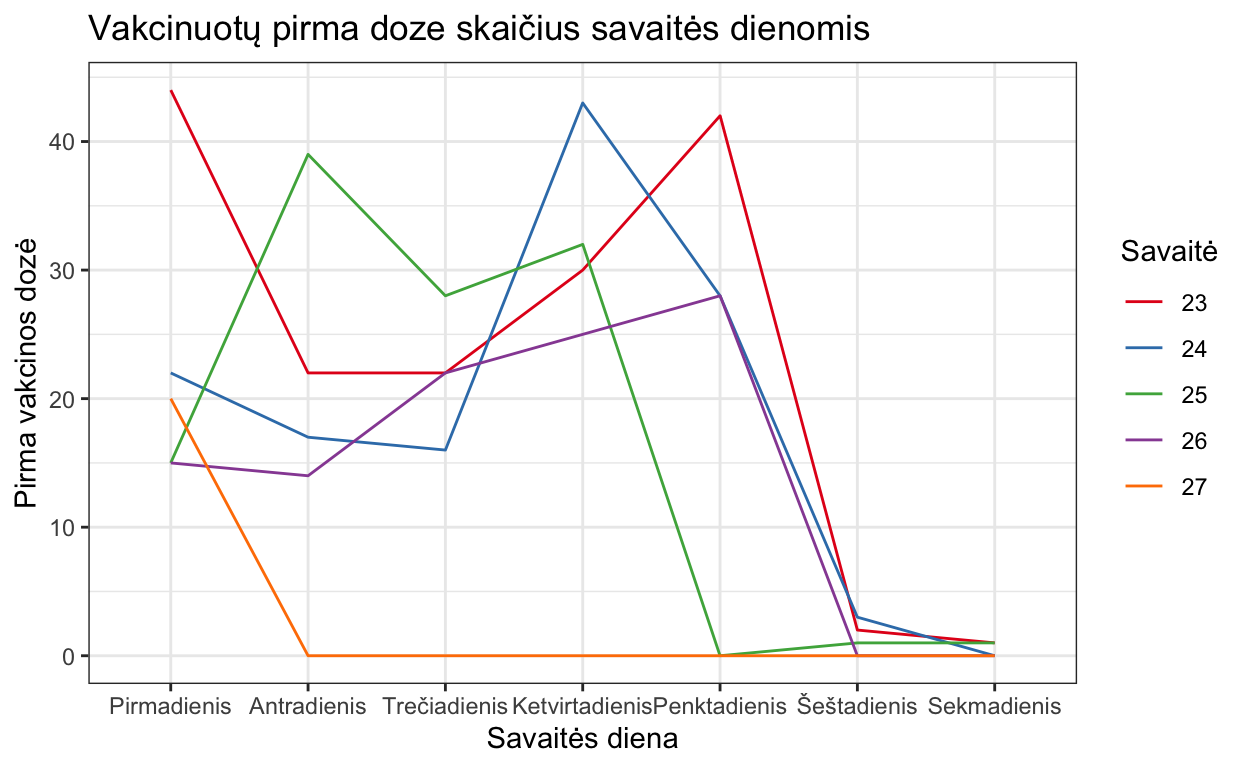 Vakcinuotų pirma doze skaičius savaitės dienomis
Pirma vakcinos dozė
40
30
20
10
0
Pirmadienis Antradienis Trečiadienis Ketvirtadienis Penktadienis Šeštadienis Sekmadienis
Savaitės diena
Savaitė
23
24
25
26
27